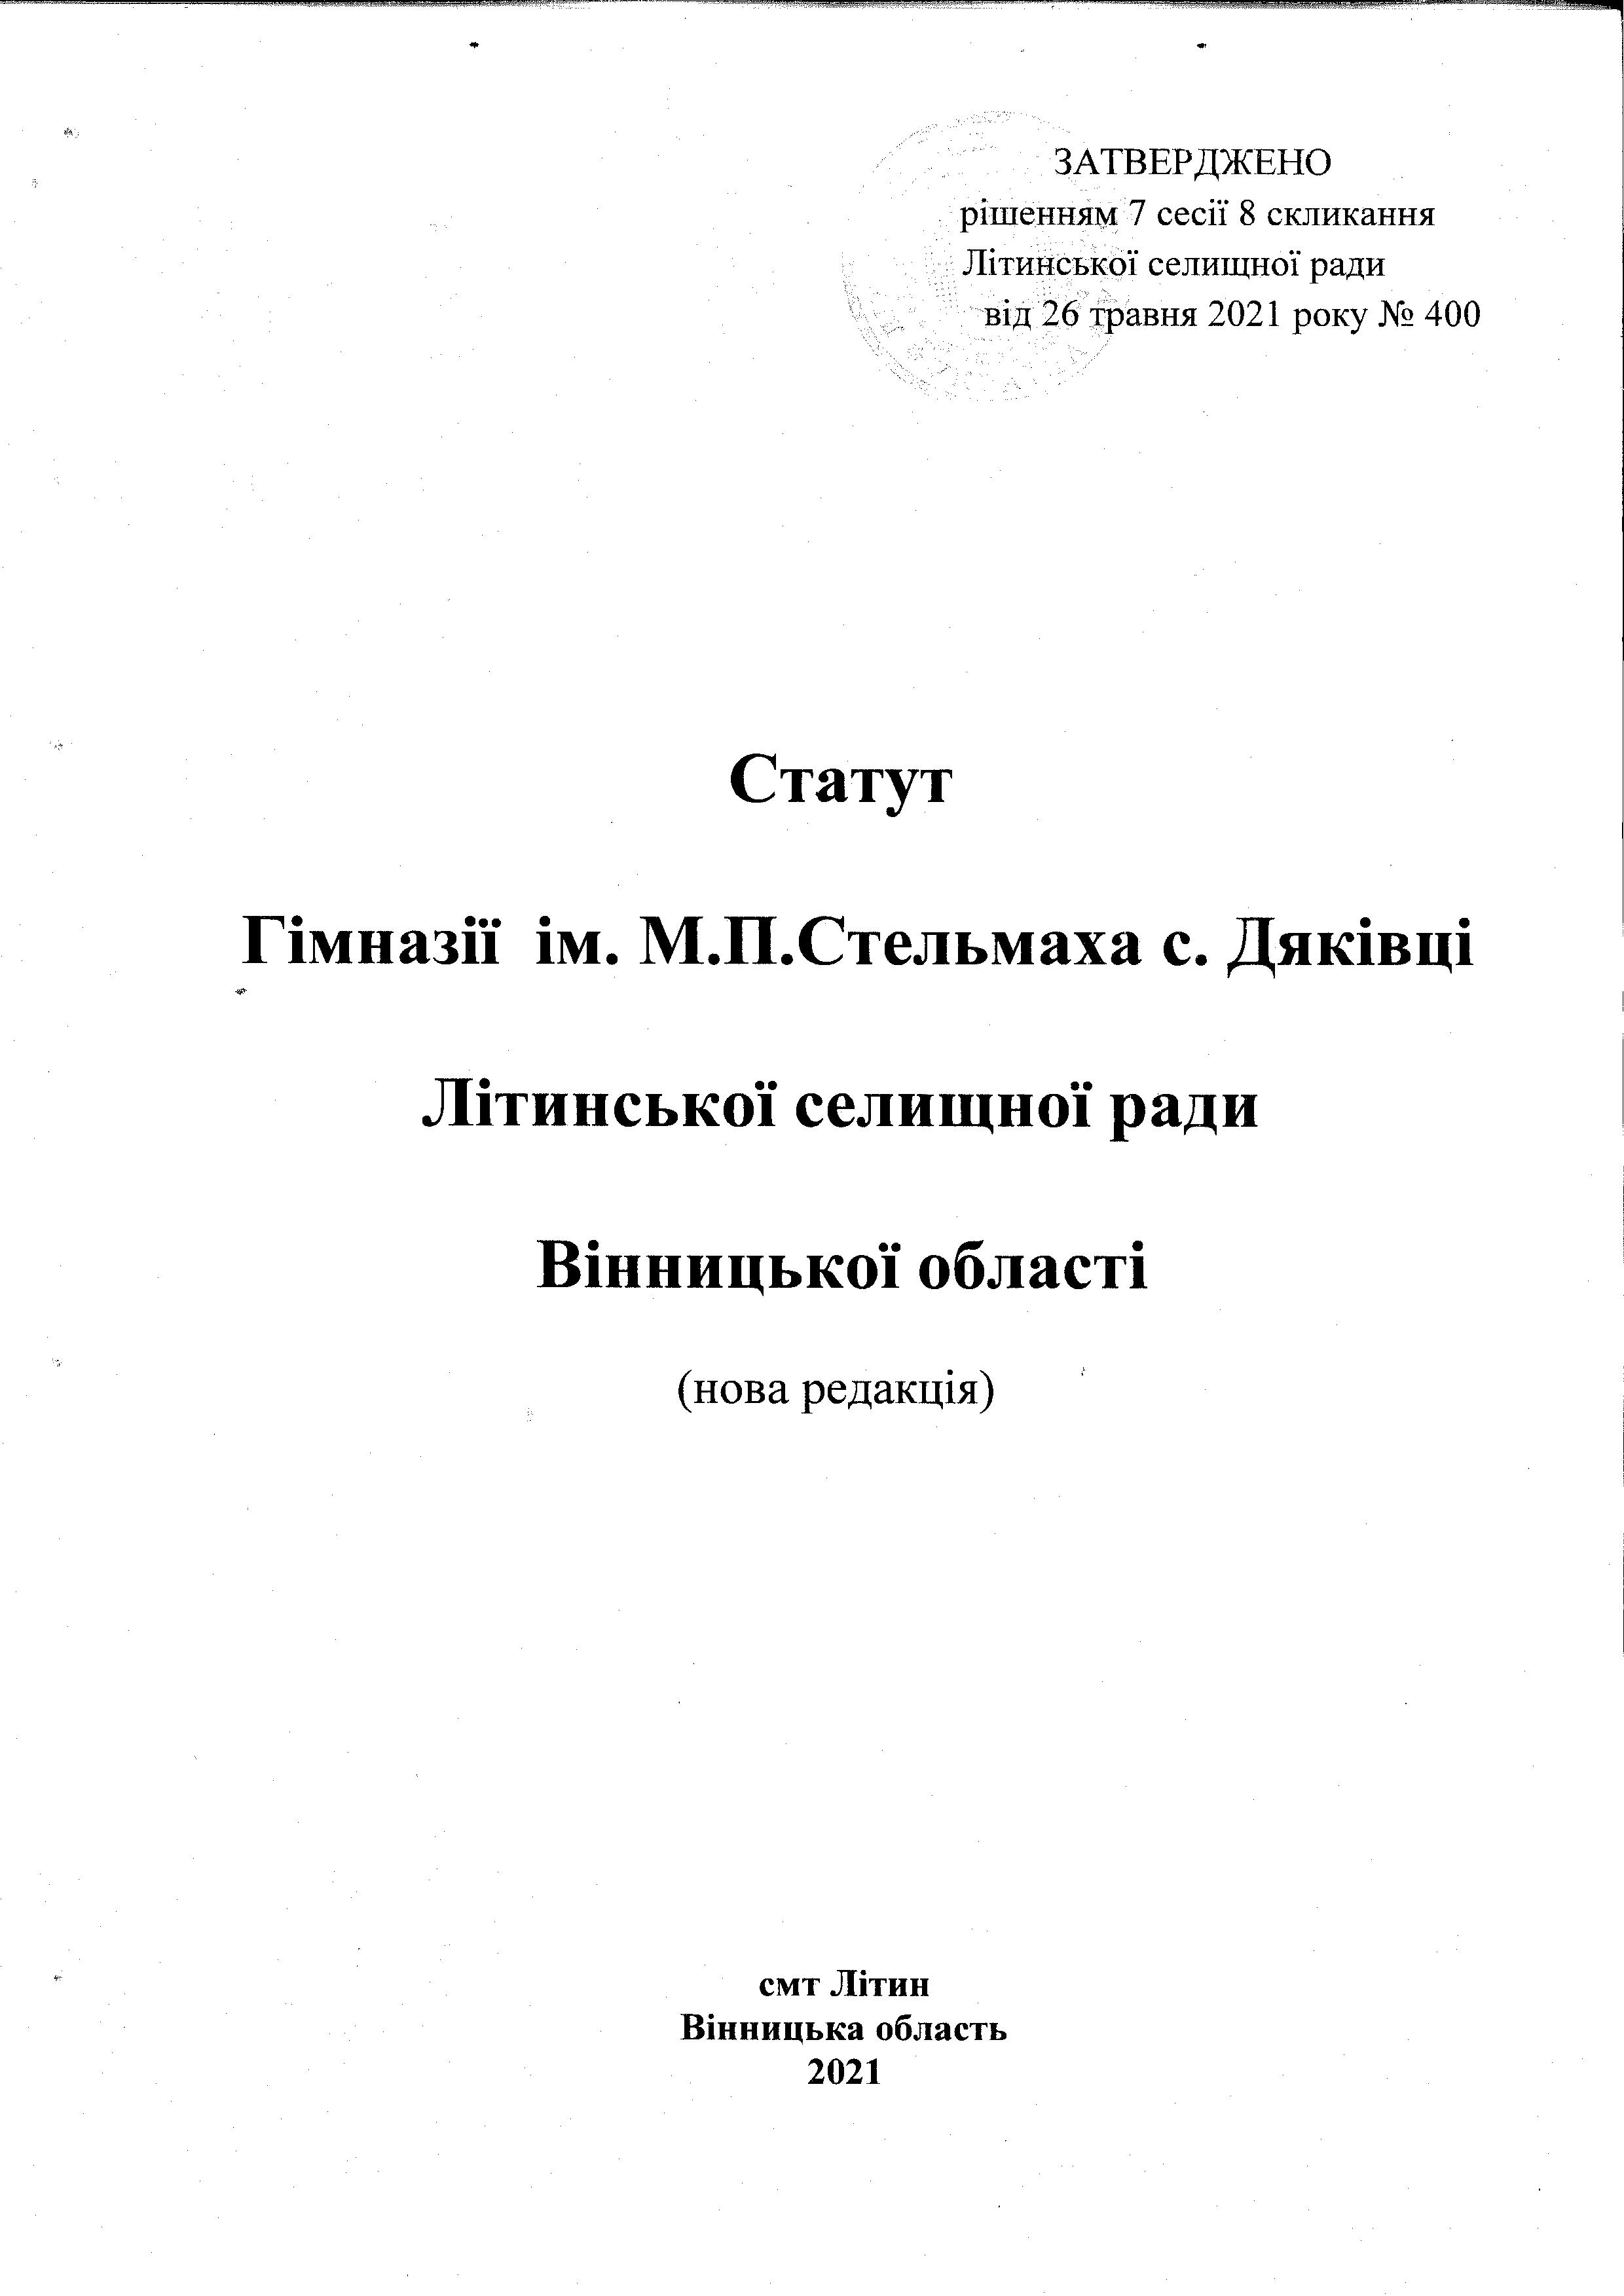 ЗАТВЕРДЖЕНО
рішенням 7 сесії 8 скликання
Літинської селищної ради
від 26 травня 2021 року № 400
Статут
Гімназії ім. М.П.Стельмаха с. Дяківці
Літинської селищної ради
Вінницької області
(нова редакція)
смт Літин
Вінницька область
2021